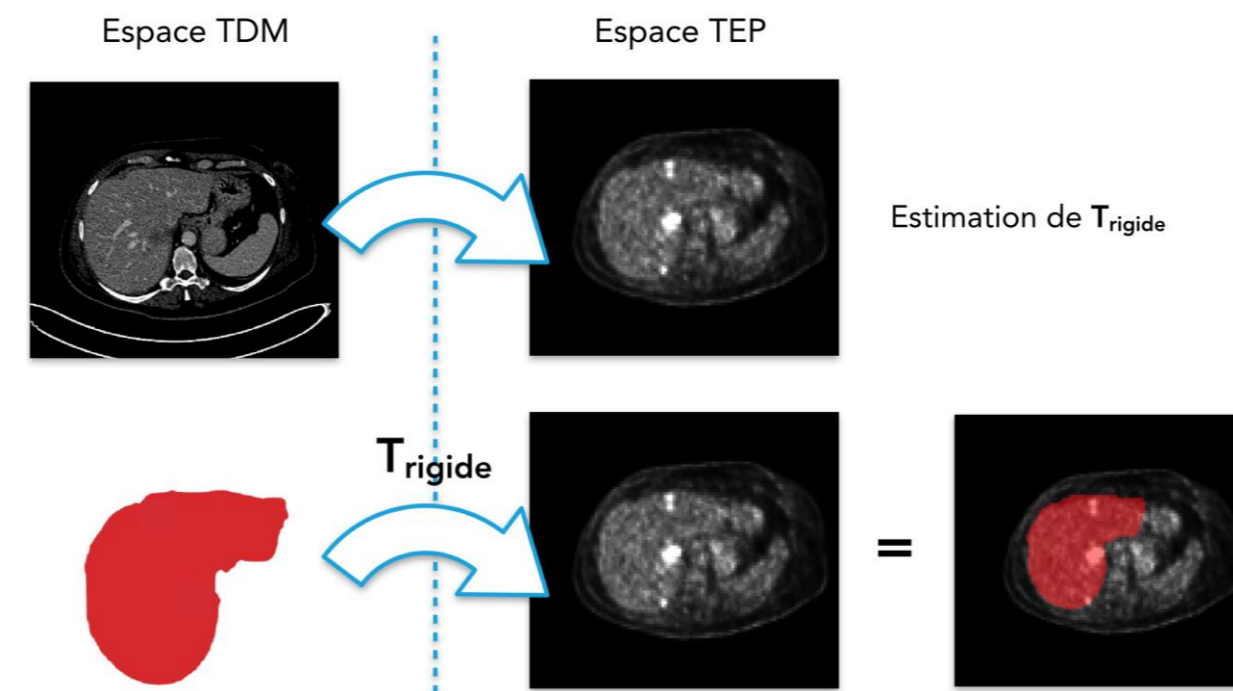 Espace TDM
Espace TEP
Estimation de Trigide
Trigide
=